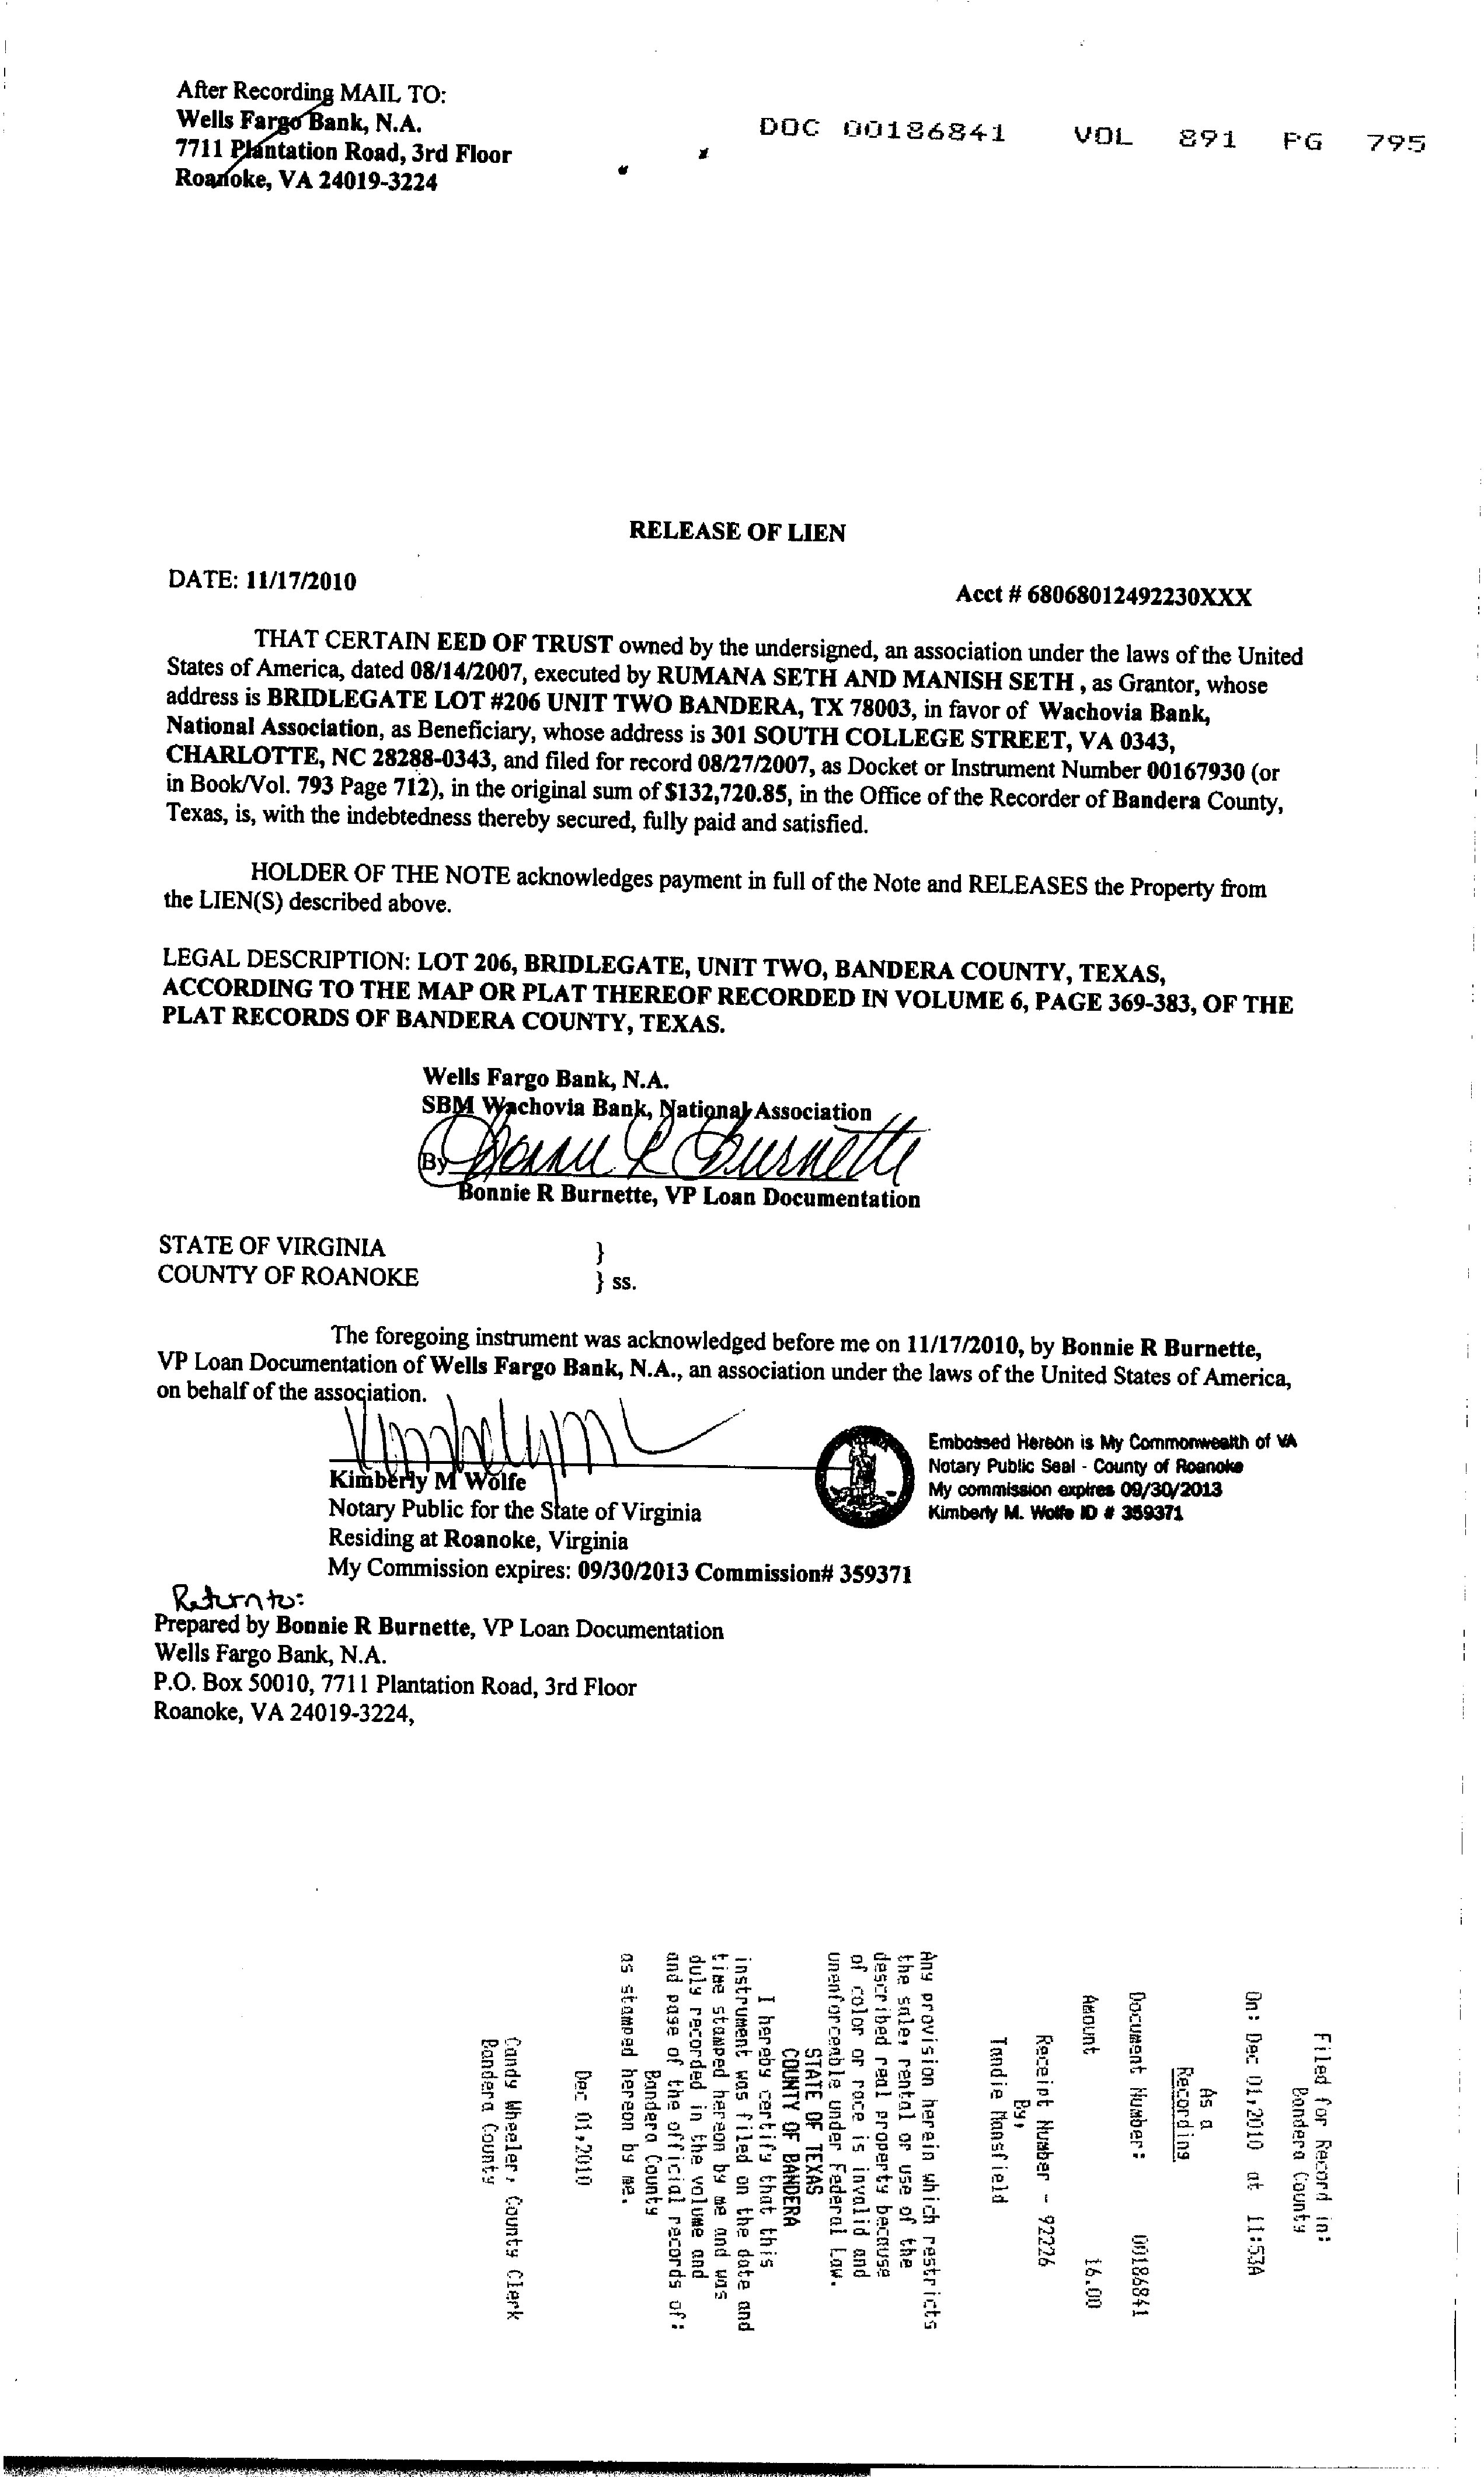 After Recording MAIL TO:
Wells Fargo Bank, N.A.
7711 Plantation Road, 3rd Floor
Roanoke, VA 24019-3224
DOC 00186841 VOL 891 PG 795
RELEASE OF LIEN
DATE: 11/17/2010
Acct # 68068012492230XXX
THAT CERTAIN EED OF TRUST owned by the undersigned, an association under the laws of the United
States of America, dated 08/14/2007, executed by RUMANA SETH AND MANISH SETH , as Grantor, whose
address is BRIDLEGATE LOT #206 UNIT TWO BANDERA, TX 78003, in favor of Wachovia Bank,
National Association, as Beneficiary, whose address is 301 SOUTH COLLEGE STREET, VA 0343,
CHARLOTTE, NC 28288-0343, and filed for record 08/27/2007, as Docket or Instrument Number 00167930 (or
in Book/Vol. 793 Page 712), in the original sum of $132,720.85, in the Office of the Recorder of Bandera County,
Texas, is, with the indebtedness thereby secured, fully paid and satisfied.
HOLDER OF THE NOTE acknowledges payment in full of the Note and RELEASES the Property from
the LIEN(S) described above.
LEGAL DESCRIPTION: LOT 206, BRIDLEGATE, UNIT TWO, BANDERA COUNTY, TEXAS,
ACCORDING TO THE MAP OR PLAT THEREOF RECORDED IN VOLUME 6, PAGE 369-383, OF THE
PLAT RECORDS OF BANDERA COUNTY, TEXAS.
Wells Fargo Bank, N.A.
SBM Wachovia Bank, National Association
By Bonnie R Burnette
Bonnie R Burnette, VP Loan Documentation
STATE OF VIRGINIA }
COUNTY OF ROANOKE } ss.
The foregoing instrument was acknowledged before me on 11/17/2010, by Bonnie R Burnette,
VP Loan Documentation of Wells Fargo Bank, N.A., an association under the laws of the United States of America,
on behalf of the association.
Kimberly M Wolfe
Notary Public for the State of Virginia
Residing at Roanoke, Virginia
My Commission expires: 09/30/2013 Commission# 359371
Embossed Hereon is My Commonwealth of VA
Notary Public Seal - County of Roanoke
My commission expires 09/30/2013
Kimberly M. Wolfe ID # 359371
Return to:
Prepared by Bonnie R Burnette, VP Loan Documentation
Wells Fargo Bank, N.A.
P.O. Box 50010, 7711 Plantation Road, 3rd Floor
Roanoke, VA 24019-3224,
Filed for Record in:
Bandera County
On: Dec 01,2010 at 11:53A
As a
Recording
Document Number: 00186841
Amount 16.00
Receipt Number - 92226
By,
Tandie Mansfield
Any provision herein which restricts
the sale, rental or use of the
described real property because
of color or race is invalid and
unenforceable under Federal Law.
STATE OF TEXAS
COUNTY OF BANDERA
I hereby certify that this
instrument was filed on the date and
time stamped hereon by me and was
duly recorded in the volume and
and page of the official records of:
Bandera County
as stamped hereon by me.
Dec 01,2010
Candy Wheeler, County Clerk
Bandera County